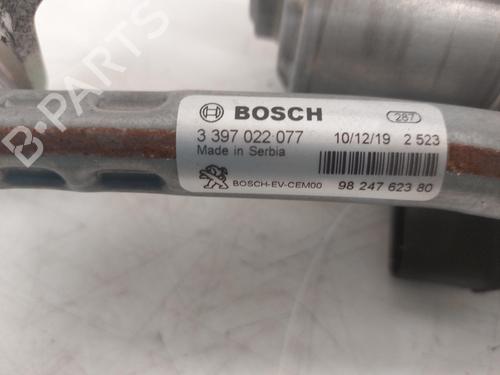 B-PARTS
BOSCH
287
3 397 022 077
10/12/19
2 523
Made in Serbia
BOSCH-EV-CEM00
98 247 623 80